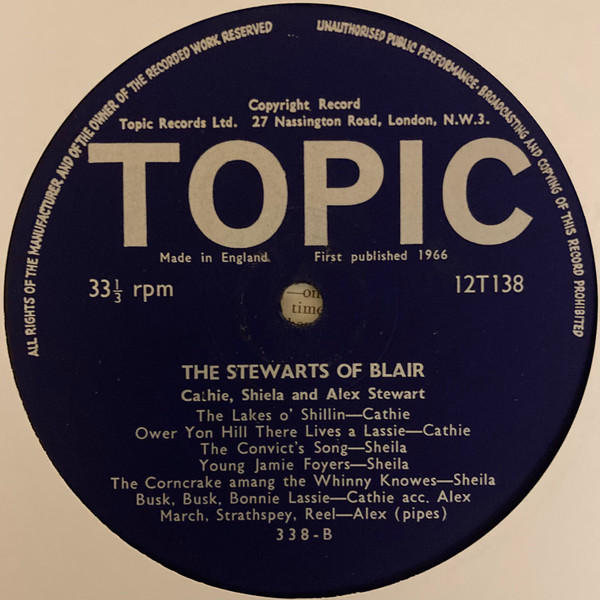 ALL RIGHTS OF THE MANUFACTURER AND OF THE OWNER OF THE RECORDED WORK RESERVED
UNAUTHORISED PUBLIC PERFORMANCE · BROADCASTING AND COPYING OF THIS RECORD PROHIBITED
Copyright Record
Topic Records Ltd. 27 Nassington Road, London, N.W.3.
TOPIC
Made in England First published 1966
33⅓ rpm 12T138
—on
time
THE STEWARTS OF BLAIR
Cathie, Shiela and Alex Stewart
The Lakes o' Shillin—Cathie
Ower Yon Hill There Lives a Lassie—Cathie
The Convict's Song—Sheila
Young Jamie Foyers—Sheila
The Corncrake amang the Whinny Knowes—Sheila
Busk, Busk, Bonnie Lassie—Cathie acc. Alex
March, Strathspey, Reel—Alex (pipes)
338-B